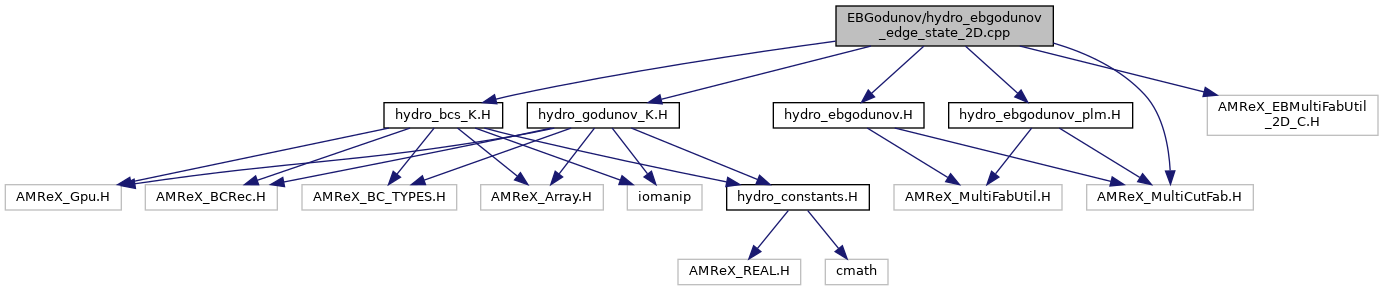 EBGodunov/hydro_ebgodunov
_edge_state_2D.cpp
hydro_bcs_K.H
hydro_godunov_K.H
hydro_ebgodunov.H
hydro_ebgodunov_plm.H
AMReX_EBMultiFabUtil
_2D_C.H
AMReX_Gpu.H
AMReX_BCRec.H
AMReX_BC_TYPES.H
AMReX_Array.H
iomanip
hydro_constants.H
AMReX_MultiFabUtil.H
AMReX_MultiCutFab.H
AMReX_REAL.H
cmath